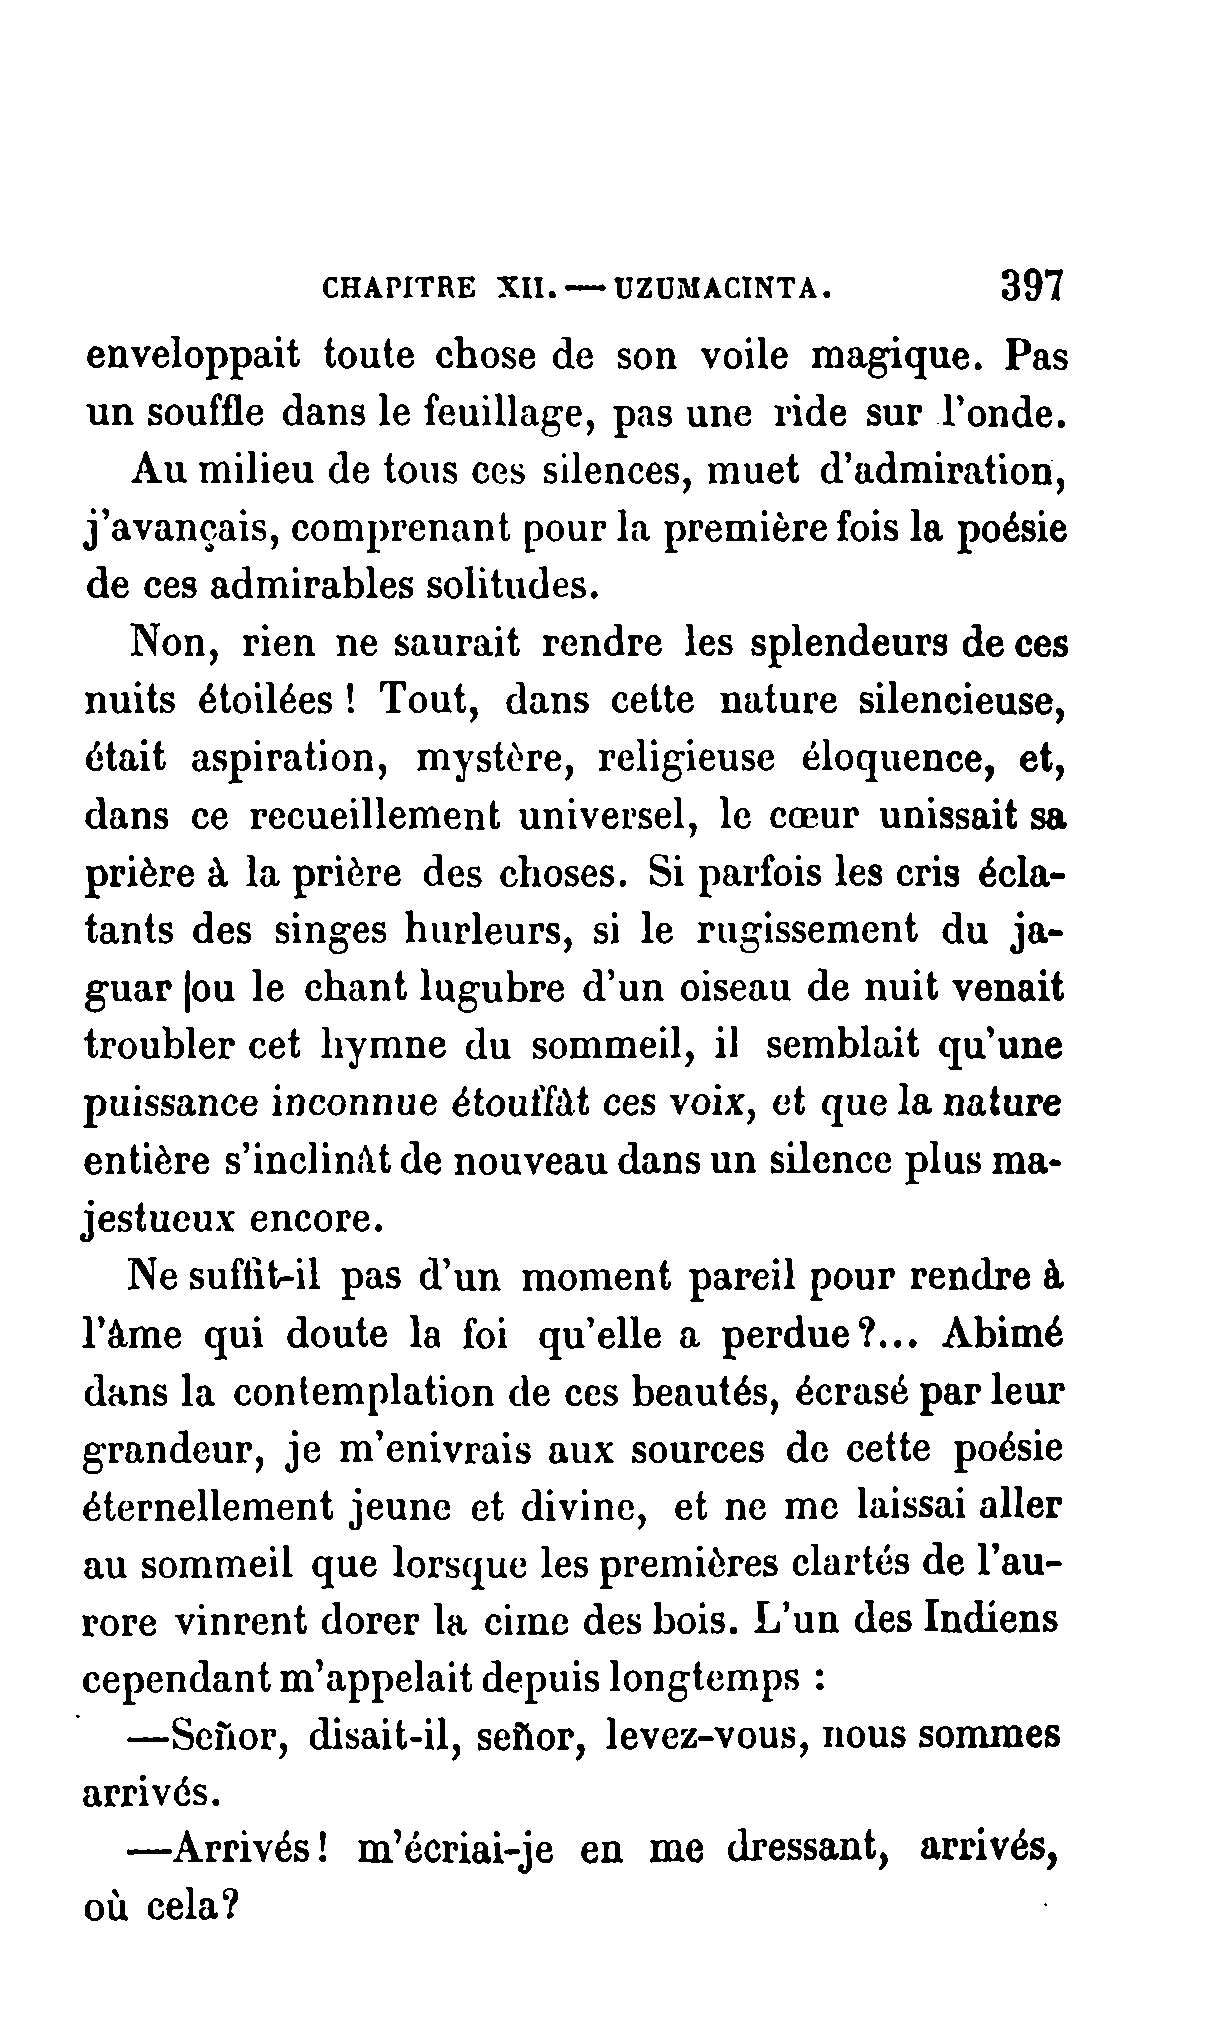 CHAPITRE XII. — UZUMACINTA. 397
enveloppait toute chose de son voile magique. Pas
un souffle dans le feuillage, pas une ride sur l'onde.
Au milieu de tous ces silences, muet d'admiration,
j'avançais, comprenant pour la première fois la poésie
de ces admirables solitudes.
Non, rien ne saurait rendre les splendeurs de ces
nuits étoilées ! Tout, dans cette nature silencieuse,
était aspiration, mystère, religieuse éloquence, et,
dans ce recueillement universel, le cœur unissait sa
prière à la prière des choses. Si parfois les cris écla-
tants des singes hurleurs, si le rugissement du ja-
guar ou le chant lugubre d'un oiseau de nuit venait
troubler cet hymne du sommeil, il semblait qu'une
puissance inconnue étouffât ces voix, et que la nature
entière s'inclinât de nouveau dans un silence plus ma-
jestueux encore.
Ne suffit-il pas d'un moment pareil pour rendre à
l'âme qui doute la foi qu'elle a perdue ?... Abimé
dans la contemplation de ces beautés, écrasé par leur
grandeur, je m'enivrais aux sources de cette poésie
éternellement jeune et divine, et ne me laissai aller
au sommeil que lorsque les premières clartés de l'au-
rore vinrent dorer la cime des bois. L'un des Indiens
cependant m'appelait depuis longtemps :
—Señor, disait-il, señor, levez-vous, nous sommes
arrivés.
—Arrivés ! m'écriai-je en me dressant, arrivés,
où cela ?